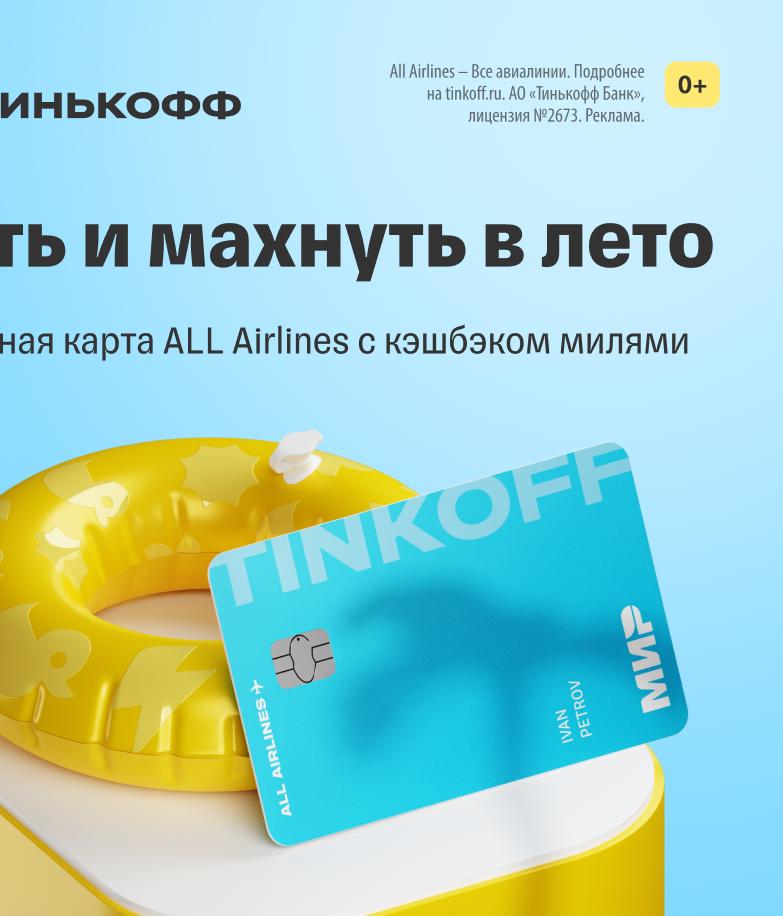 ИНЬКОФФ
All Airlines – Все авиалинии. Подробнее
на tinkoff.ru. АО «Тинькофф Банк»,
лицензия №2673. Реклама.
0+
ть и махнуть в лето
ная карта ALL Airlines с кэшбэком милями
TINKOFF
ALL AIRLINES
IVAN
PETROV
МИР